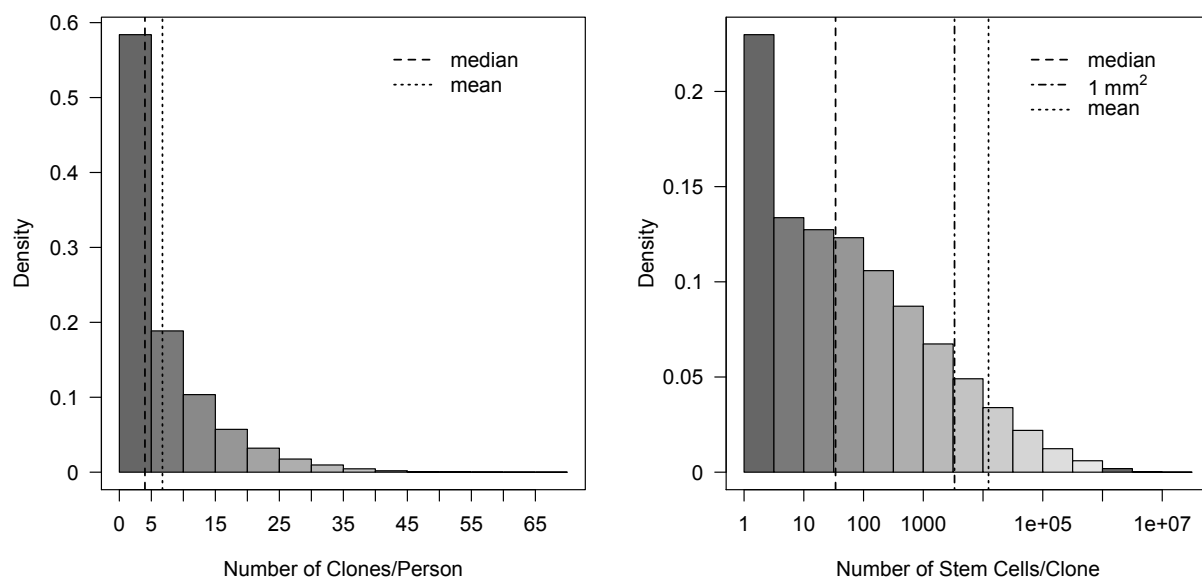 0.6
0.5
0.4
0.3
0.2
0.1
0
Density
median
mean
0 5 15 25 35 45 55 65
Number of Clones/Person
0.2
0.15
0.1
0.05
0
Density
median
1 mm²
mean
1 10 100 1000 1e+05 1e+07
Number of Stem Cells/Clone